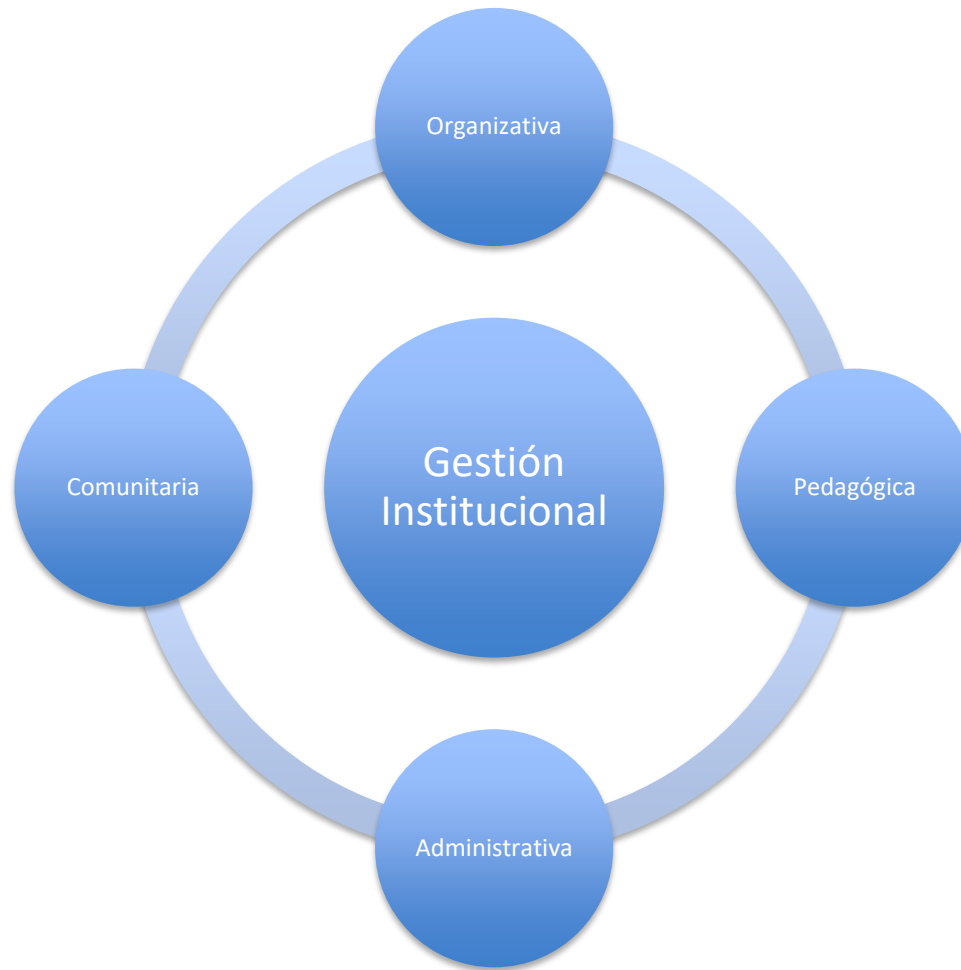 Organizativa
Comunitaria
Gestión
Institucional
Pedagógica
Administrativa